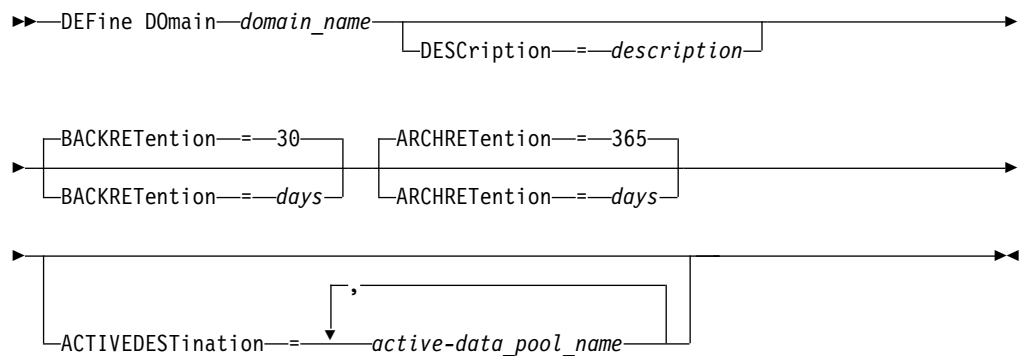 DEFine DOmain domain_name
DESCription = description
BACKRETention = 30 ARCHRETention = 365
BACKRETention = days ARCHRETention = days
,
ACTIVEDESTination = active-data_pool_name